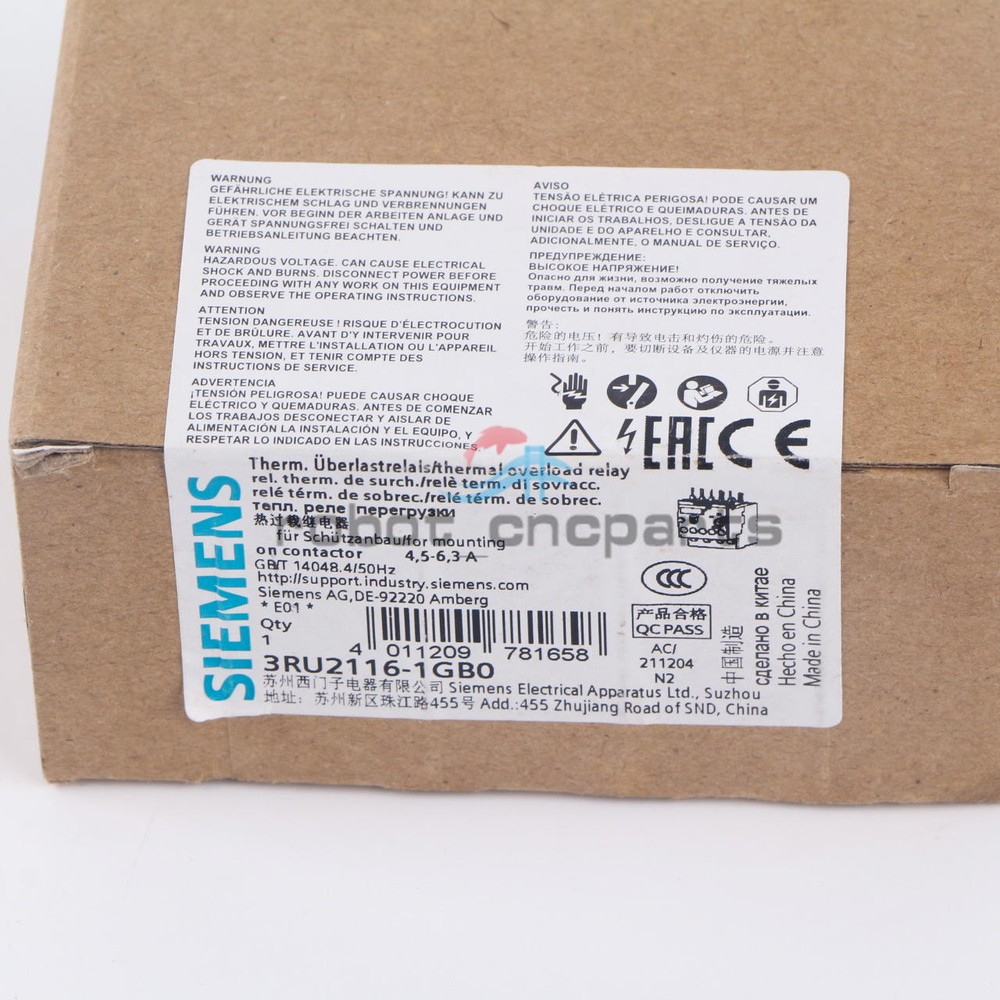 WARNUNG
GEFÄHRLICHE ELEKTRISCHE SPANNUNG! KANN ZU
ELEKTRISCHEM SCHLAG UND VERBRENNUNGEN
FÜHREN. VOR BEGINN DER ARBEITEN ANLAGE UND
GERÄT SPANNUNGSFREI SCHALTEN UND
BETRIEBSANLEITUNG BEACHTEN.
WARNING
HAZARDOUS VOLTAGE. CAN CAUSE ELECTRICAL
SHOCK AND BURNS. DISCONNECT POWER BEFORE
PROCEEDING WITH ANY WORK ON THIS EQUIPMENT
AND OBSERVE THE OPERATING INSTRUCTIONS.
ATTENTION
TENSION DANGEREUSE ! RISQUE D'ÉLECTROCUTION
ET DE BRÛLURE. AVANT D'Y INTERVENIR POUR
TRAVAUX, METTRE L'INSTALLATION OU L'APPAREIL
HORS TENSION, ET TENIR COMPTE DES
INSTRUCTIONS DE SERVICE.
ADVERTENCIA
¡TENSIÓN PELIGROSA! PUEDE CAUSAR CHOQUE
ELÉCTRICO Y QUEMADURAS. ANTES DE COMENZAR
LOS TRABAJOS DESCONECTAR Y AISLAR DE
ALIMENTACIÓN LA INSTALACIÓN Y EL EQUIPO, Y
RESPETAR LO INDICADO EN LAS INSTRUCCIONES.
AVISO
TENSÃO ELÉTRICA PERIGOSA! PODE CAUSAR UM
CHOQUE ELÉTRICO E QUEIMADURAS. ANTES DE
INICIAR OS TRABALHOS, DESLIGUE A TENSÃO DA
UNIDADE E DO APARELHO E CONSULTAR,
ADICIONALMENTE, O MANUAL DE SERVIÇO.
ПРЕДУПРЕЖДЕНИЕ:
ВЫСОКОЕ НАПРЯЖЕНИЕ!
Опасно для жизни, возможно получение тяжелых
травм. Перед началом работ отключить
оборудование от источника электроэнергии,
прочесть и понять инструкцию по эксплуатации.
警告:
危险的电压! 有导致电击和灼伤的危险。
开始工作之前, 要切断设备及仪器的电源并注意
操作指南。
EAC CE
Therm. Überlastrelais/thermal overload relay
rel. therm. de surch./relè term. di sovracc.
relé térm. de sobrec./relé térm. de sobrec.
тепл. реле перегрузки
热过载继电器
robot cncparts
für Schützanbau/for mounting
on contactor 4,5-6,3 A
GB/T 14048.4/50Hz
http://support.industry.siemens.com
Siemens AG,DE-92220 Amberg
* E01 *
Qty
1
4 011209 781658
3RU2116-1GB0
苏州西门子电器有限公司 Siemens Electrical Apparatus Ltd., Suzhou
地址: 苏州新区珠江路455号 Add.:455 Zhujiang Road of SND, China
SIEMENS
CCC
产品合格
QC PASS
AC/
211204
N2
中国制造
сделано в китае
Hecho en China
Made in China